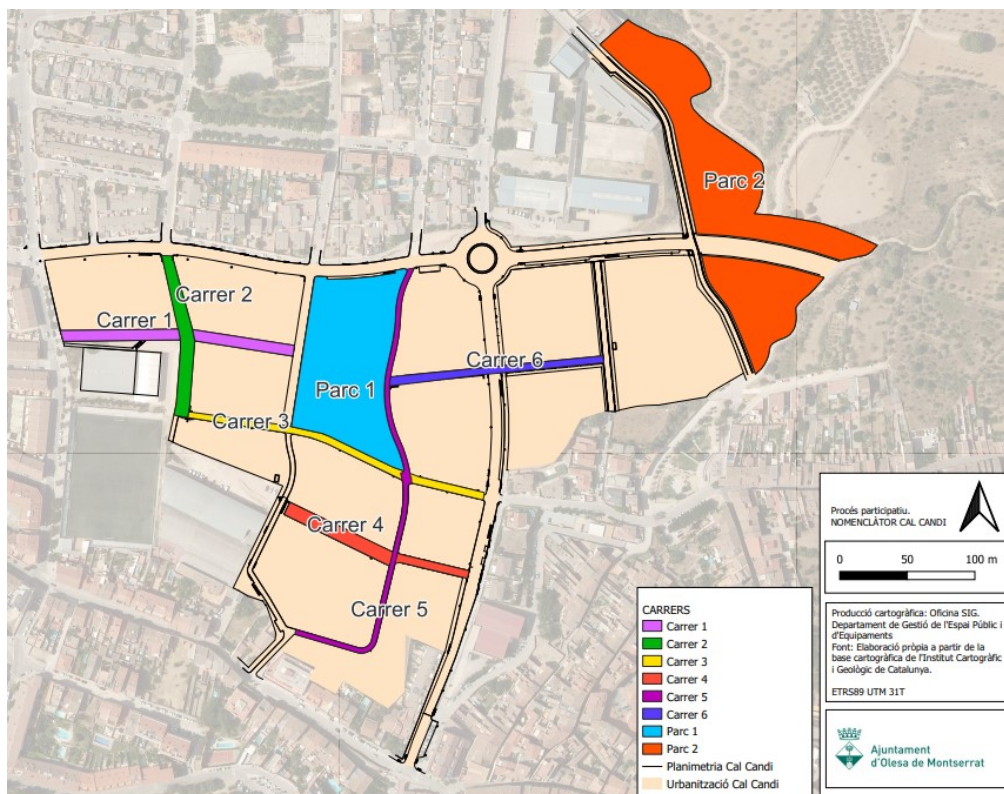 Parc 2
Carrer 2
Carrer 1
Carrer 6
Parc 1
Carrer 3
Carrer 4
Carrer 5
CARRERS
Carrer 1
Carrer 2
Carrer 3
Carrer 4
Carrer 5
Carrer 6
Parc 1
Parc 2
Planimetria Cal Candi
Urbanització Cal Candi
Procés participatiu.
NOMENCLÀTOR CAL CANDI
0 50 100 m
Producció cartogràfica: Oficina SIG.
Departament de Gestió de l'Espai Públic i
d'Equipaments
Font: Elaboració pròpia a partir de la
base cartogràfica de l'Institut Cartogràfic
i Geològic de Catalunya.
ETRS89 UTM 31T
Ajuntament
d'Olesa de Montserrat